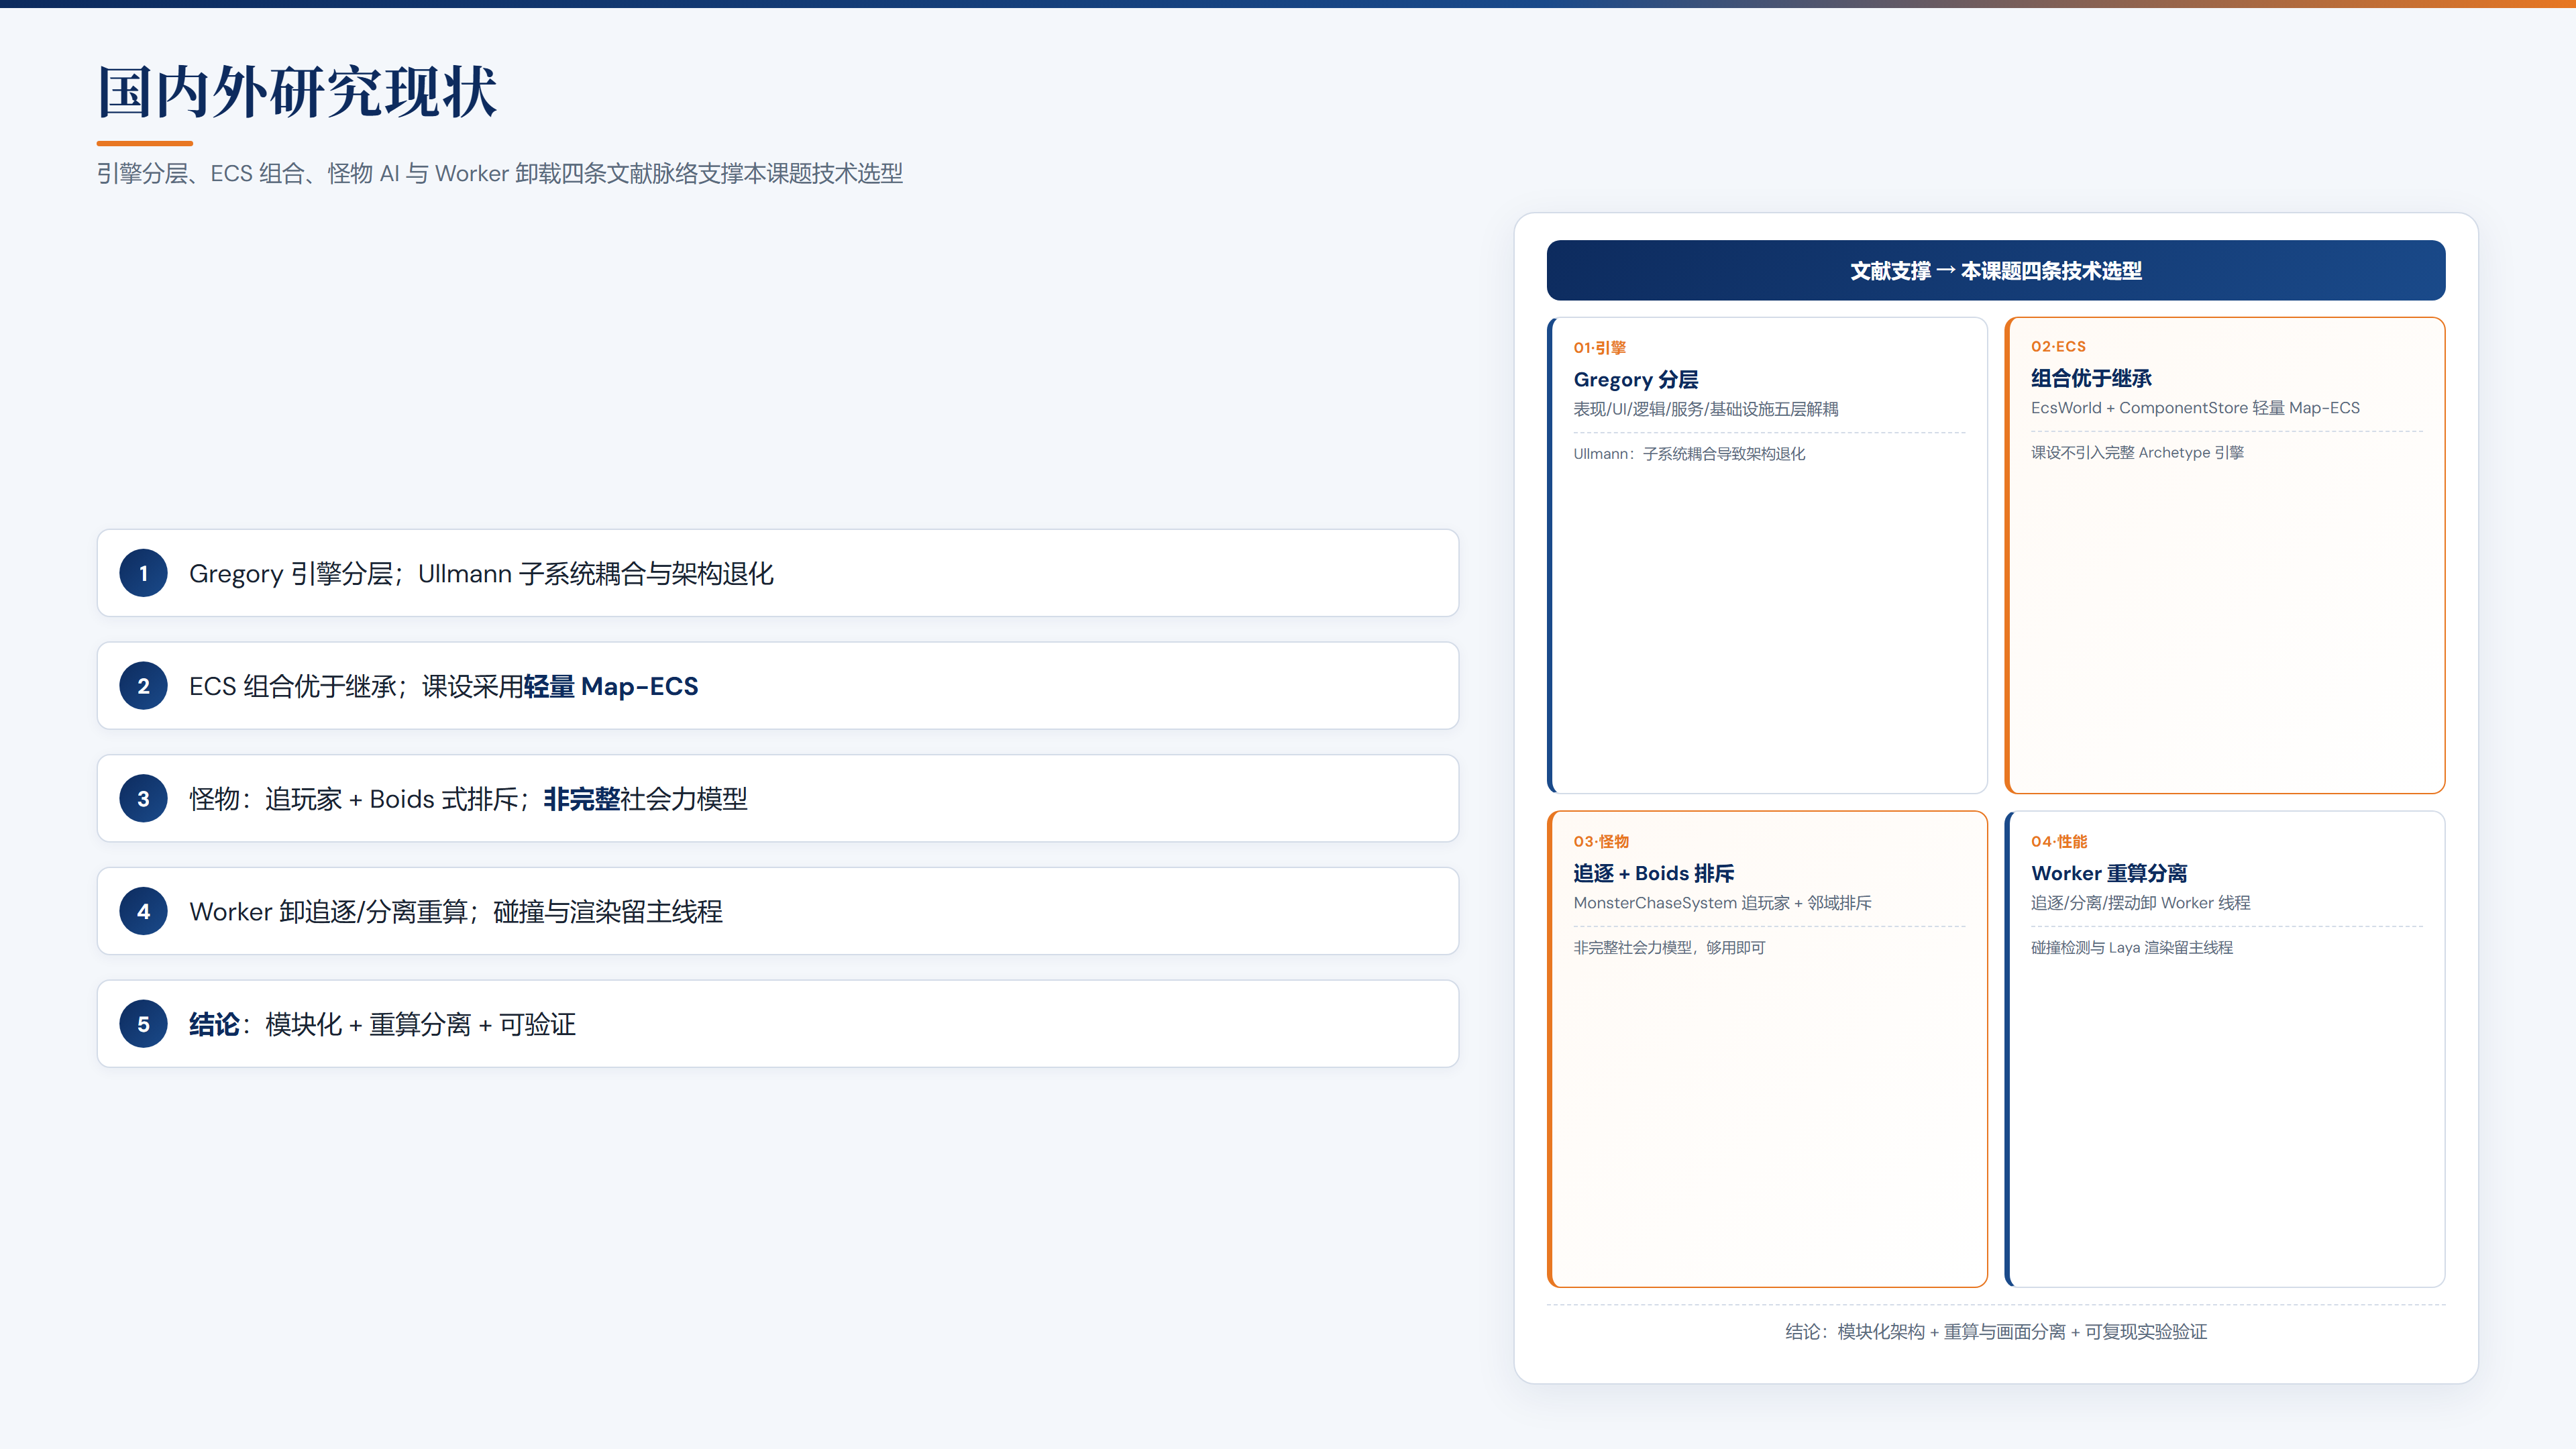 国内外研究现状
引擎分层、ECS 组合、怪物 AI 与 Worker 卸载四条文献脉络支撑本课题技术选型
1 Gregory 引擎分层；Ullmann 子系统耦合与架构退化
2 ECS 组合优于继承；课设采用轻量 Map-ECS
3 怪物：追玩家 + Boids 式排斥；非完整社会力模型
4 Worker 卸追逐/分离重算；碰撞与渲染留主线程
5 结论：模块化 + 重算分离 + 可验证
文献支撑 → 本课题四条技术选型
01·引擎
Gregory 分层
表现/UI/逻辑/服务/基础设施五层解耦
Ullmann：子系统耦合导致架构退化
02·ECS
组合优于继承
EcsWorld + ComponentStore 轻量 Map-ECS
课设不引入完整 Archetype 引擎
03·怪物
追逐 + Boids 排斥
MonsterChaseSystem 追玩家 + 邻域排斥
非完整社会力模型，够用即可
04·性能
Worker 重算分离
追逐/分离/摆动卸 Worker 线程
碰撞检测与 Laya 渲染留主线程
结论：模块化架构 + 重算与画面分离 + 可复现实验验证